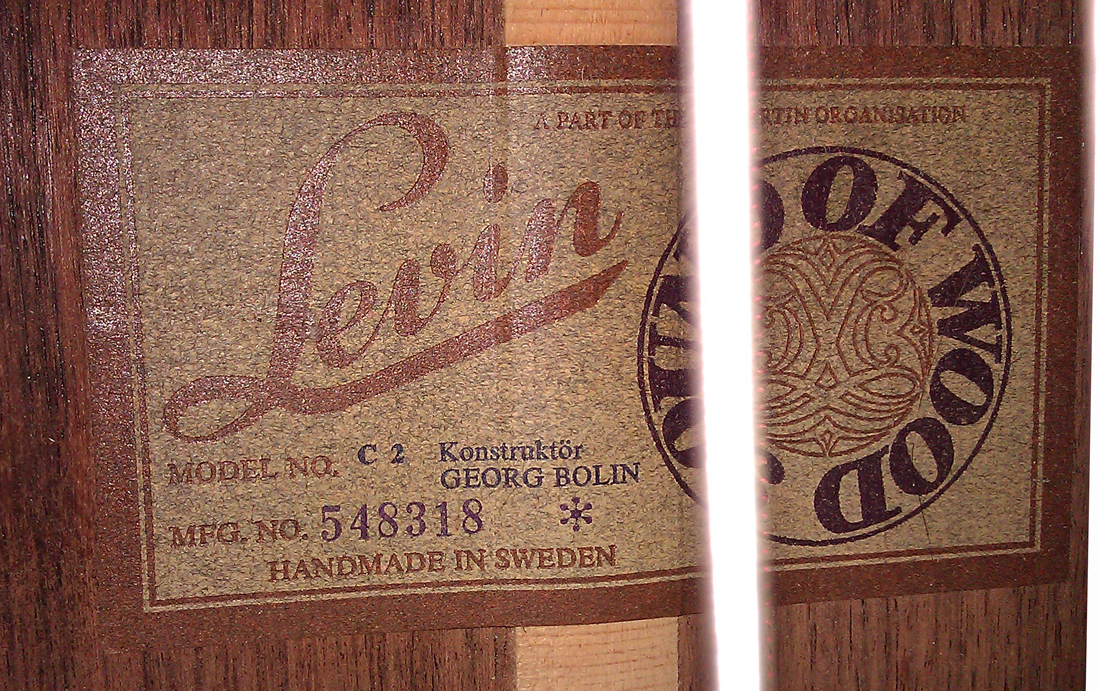 A PART OF THE RTIN ORGANISATION
Levin
OF WOOD
MODEL NO. C 2 Konstruktör
GEORG BOLIN
MFG. NO. 548318 *
HANDMADE IN SWEDEN